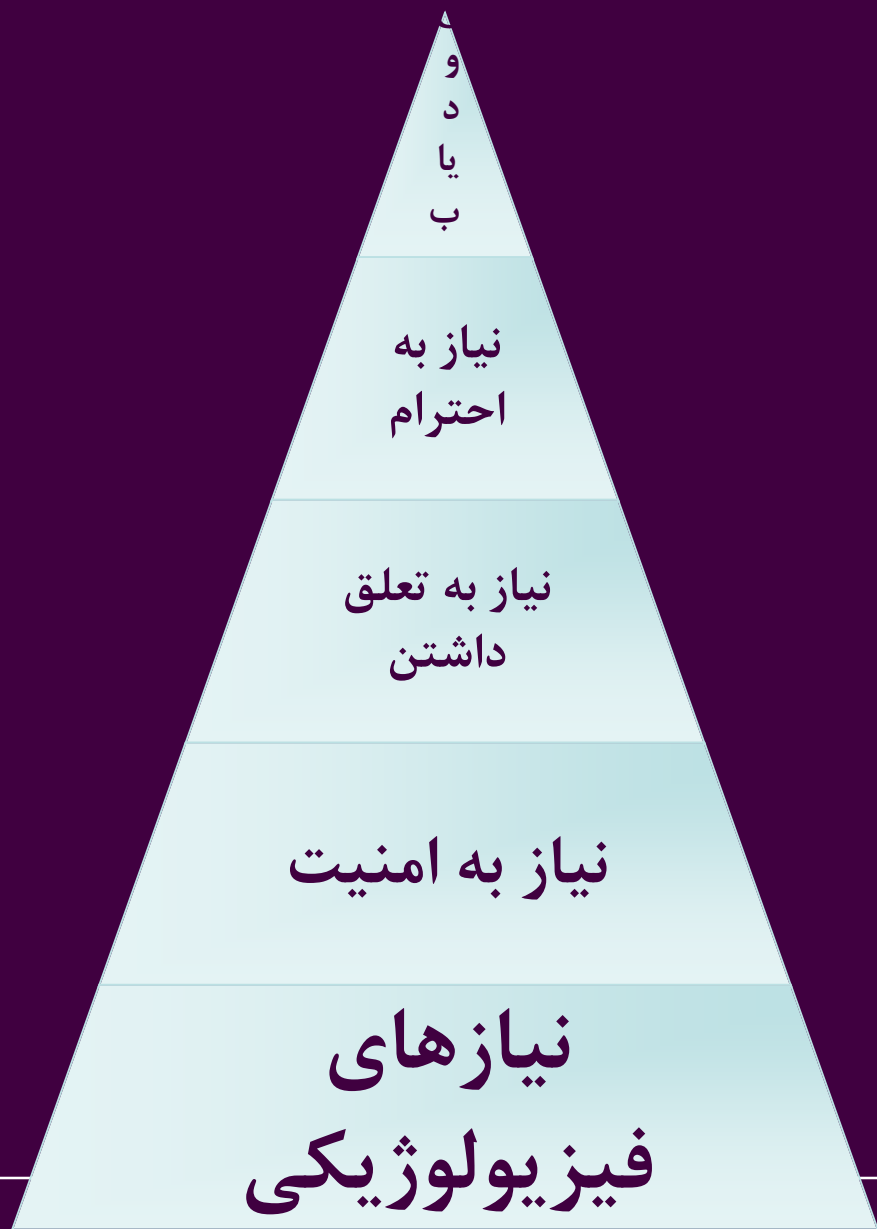 و
د
یا
ب
نیاز به
احترام
نیاز به تعلق
داشتن
نیاز به امنیت
نیازهای
فیزیولوژیکی